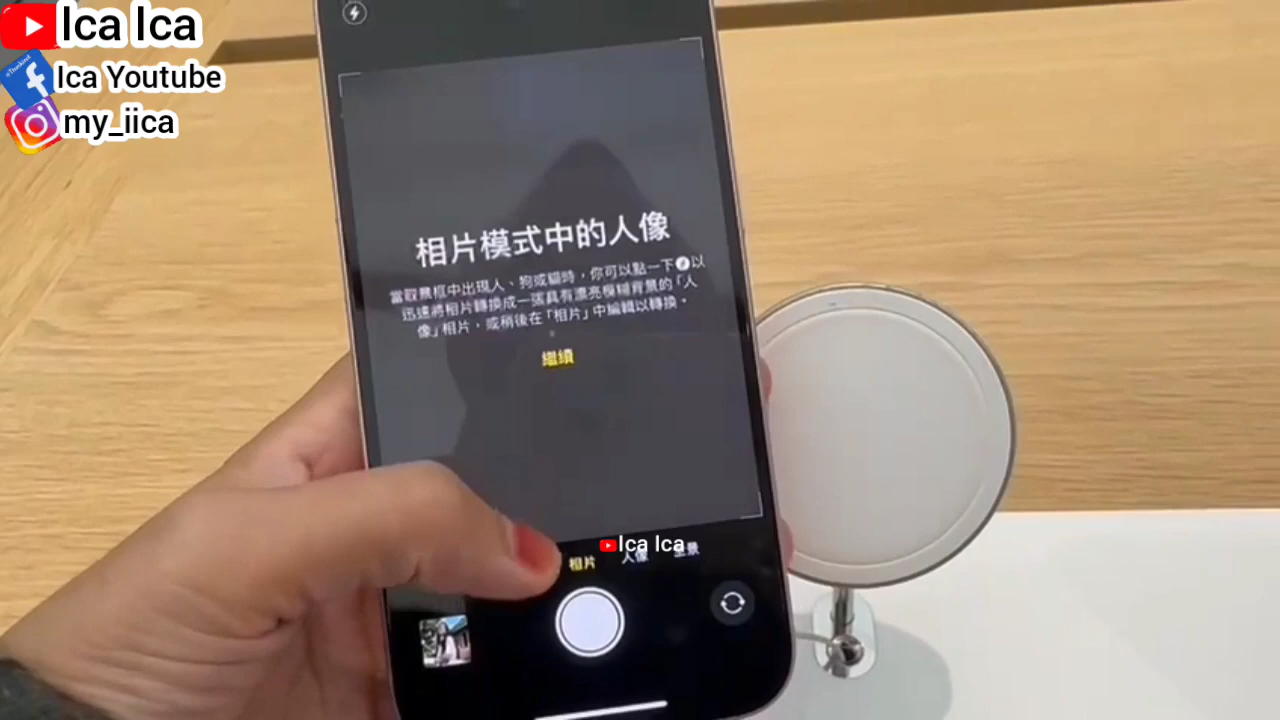 Ica Ica
Ica Youtube
my_iica
相片模式中的人像
當取景框中出現人、狗或貓時，你可以點一下以
迅速將相片轉換成一張具有漂亮模糊背景的「人
像」相片，或稍後在「相片」中編輯以轉換。
繼續
Ica Ica
相片 人像 全景